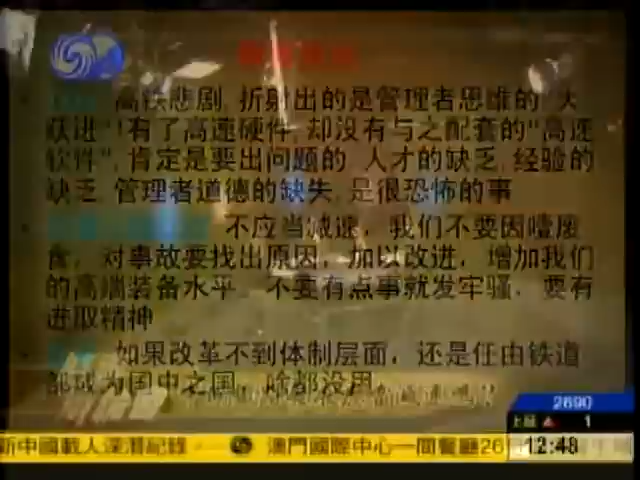 高铁悲剧，折射出的是管理者思维的"大
跃进"！有了高速硬件，却没有与之配套的"高速
软件"，肯定是要出问题的，人才的缺乏，经验的
缺乏，管理者道德的缺失，是很恐怖的事
不应当减速，我们不要因噎废
食，对事故要找出原因，加以改进，增加我们
的高端装备水平，不要有点事就发牢骚，要有
进取精神
如果改革不到体制层面，还是任由铁道
部成为国中之国，啥都没用
2690
上証 ▲ 1
新中國載人深潛紀錄。 澳門國際中心一間餐廳26
12:48